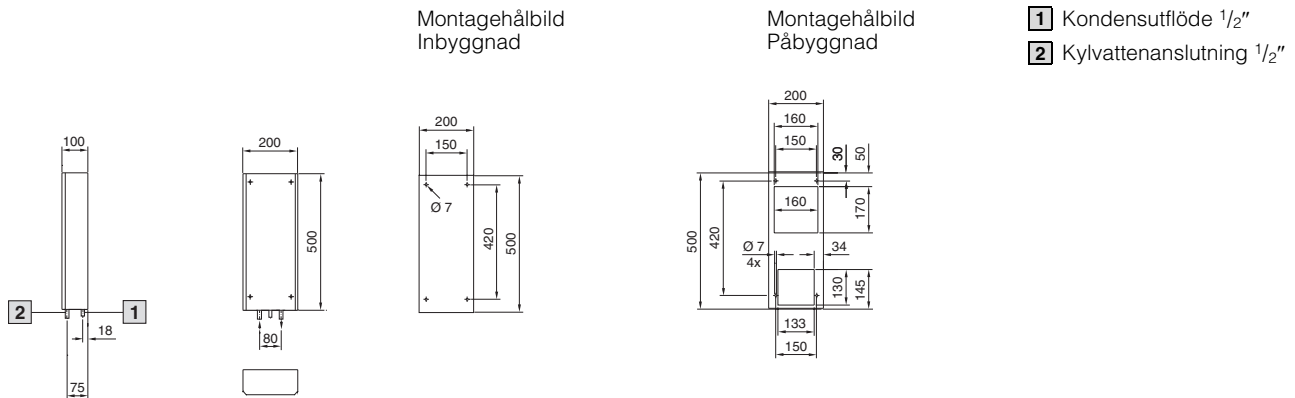 Montagehålbild
Inbyggnad
Montagehålbild
Påbyggnad
1 Kondensutflöde 1/2″
2 Kylvattenanslutning 1/2″
100
2
1
18
75
200
500
80
200
150
Ø 7
420
500
200
160
150
30
50
160
170
500
420
Ø 7
4x
34
130
145
133
150